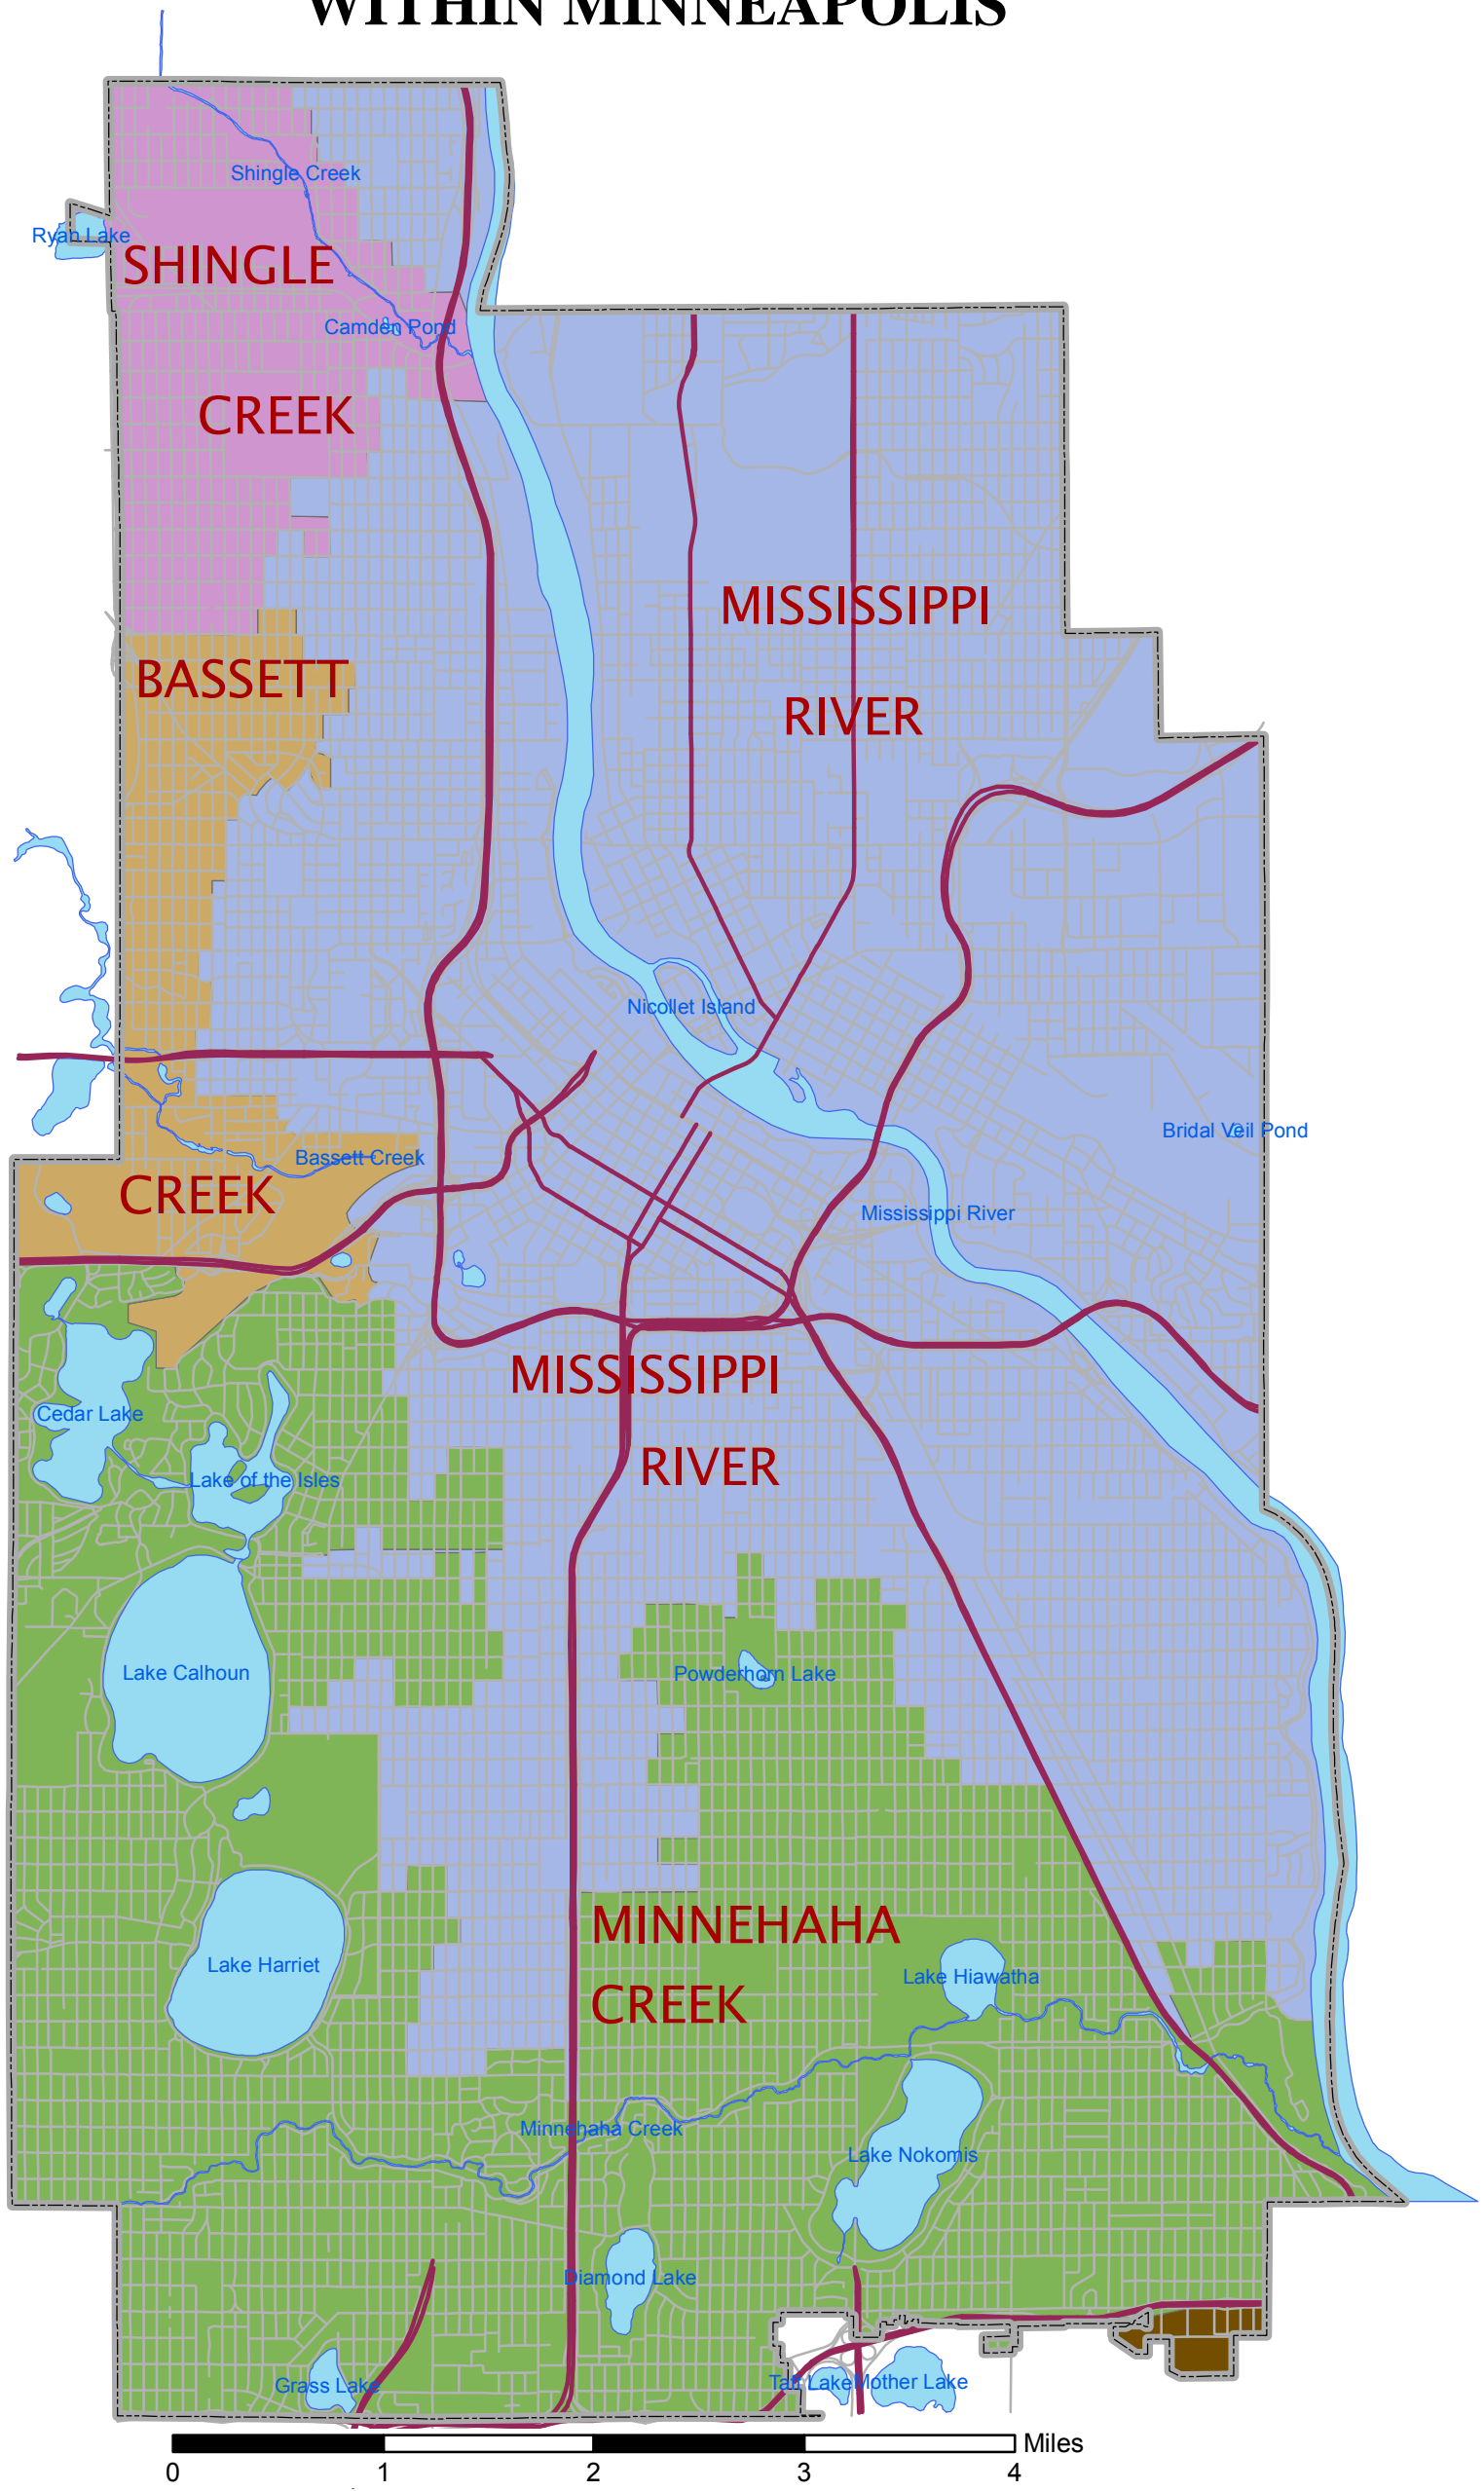 WITHIN MINNEAPOLIS
Shingle Creek
Ryan Lake
SHINGLE
Camden Pond
CREEK
MISSISSIPPI
BASSETT
RIVER
Nicollet Island
Bridal Veil Pond
Bassett Creek
CREEK
Mississippi River
MISSISSIPPI
Cedar Lake
RIVER
Lake of the Isles
Lake Calhoun
Powderhorn Lake
MINNEHAHA
Lake Harriet
Lake Hiawatha
CREEK
Minnehaha Creek
Lake Nokomis
Diamond Lake
Grass Lake
Taft Lake
Mother Lake
Miles
0 1 2 3 4